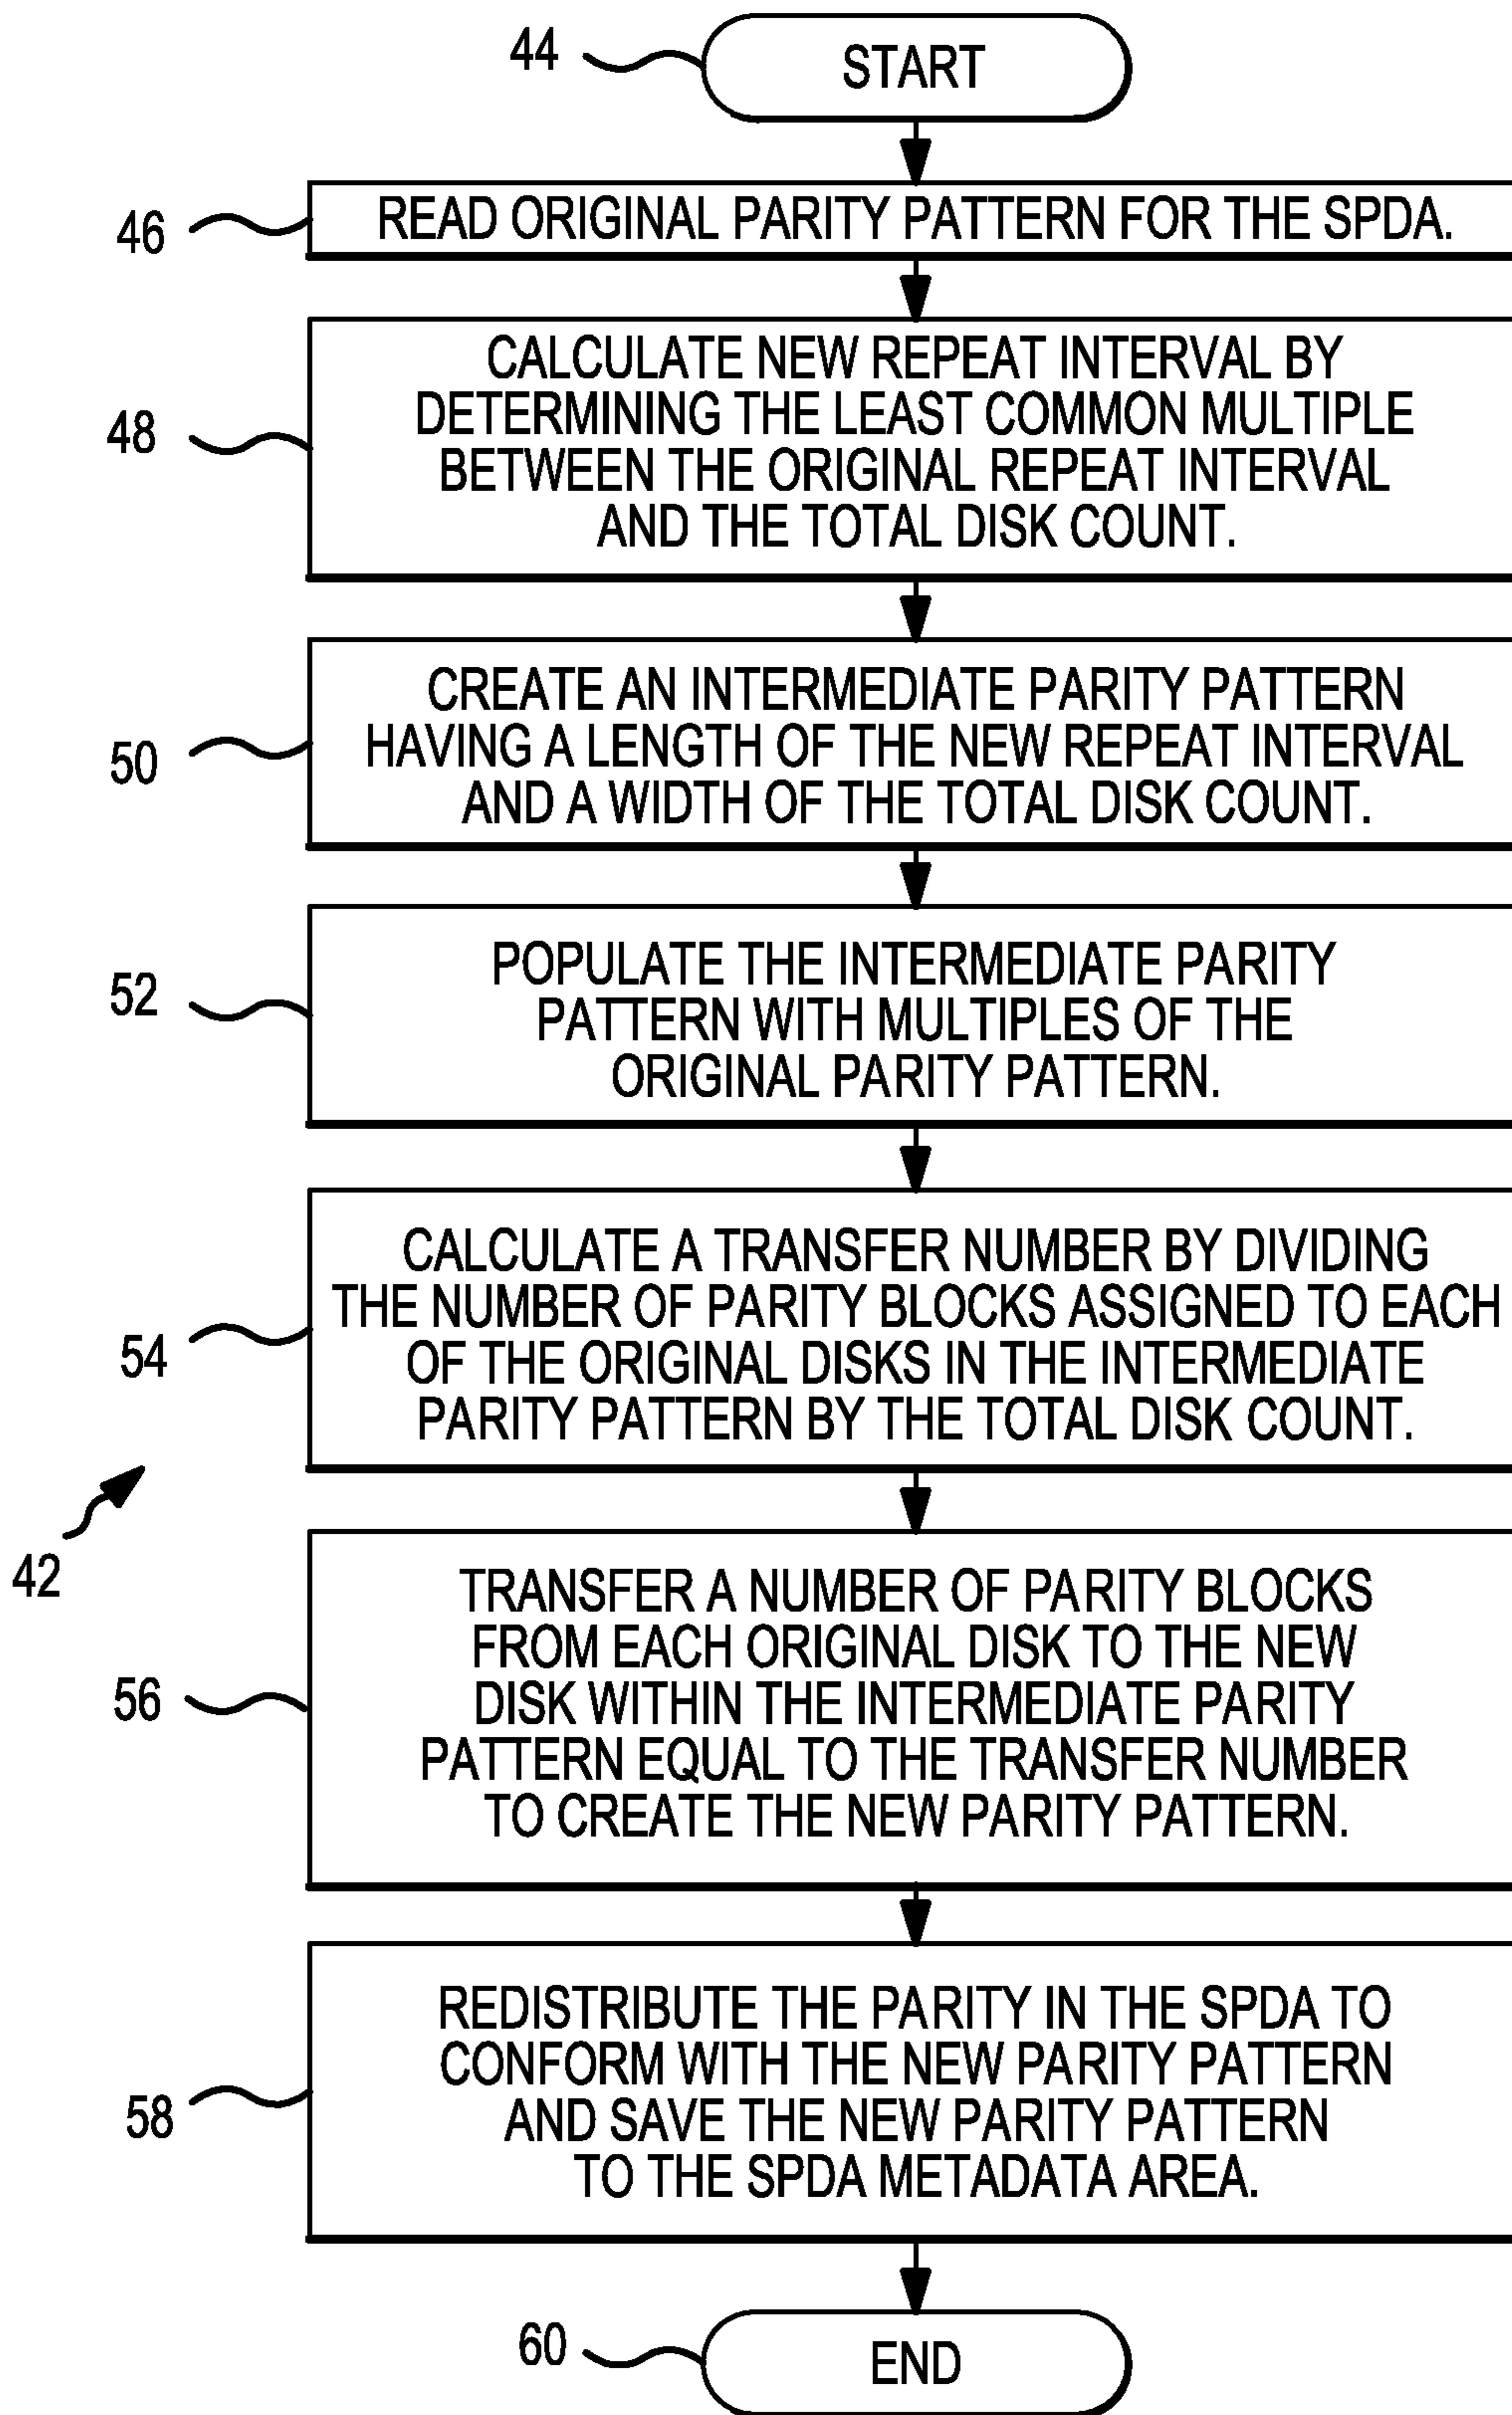 44
START
46
READ ORIGINAL PARITY PATTERN FOR THE SPDA.
48
CALCULATE NEW REPEAT INTERVAL BY
DETERMINING THE LEAST COMMON MULTIPLE
BETWEEN THE ORIGINAL REPEAT INTERVAL
AND THE TOTAL DISK COUNT.
50
CREATE AN INTERMEDIATE PARITY PATTERN
HAVING A LENGTH OF THE NEW REPEAT INTERVAL
AND A WIDTH OF THE TOTAL DISK COUNT.
52
POPULATE THE INTERMEDIATE PARITY
PATTERN WITH MULTIPLES OF THE
ORIGINAL PARITY PATTERN.
54
CALCULATE A TRANSFER NUMBER BY DIVIDING
THE NUMBER OF PARITY BLOCKS ASSIGNED TO EACH
OF THE ORIGINAL DISKS IN THE INTERMEDIATE
PARITY PATTERN BY THE TOTAL DISK COUNT.
42
56
TRANSFER A NUMBER OF PARITY BLOCKS
FROM EACH ORIGINAL DISK TO THE NEW
DISK WITHIN THE INTERMEDIATE PARITY
PATTERN EQUAL TO THE TRANSFER NUMBER
TO CREATE THE NEW PARITY PATTERN.
58
REDISTRIBUTE THE PARITY IN THE SPDA TO
CONFORM WITH THE NEW PARITY PATTERN
AND SAVE THE NEW PARITY PATTERN
TO THE SPDA METADATA AREA.
60
END